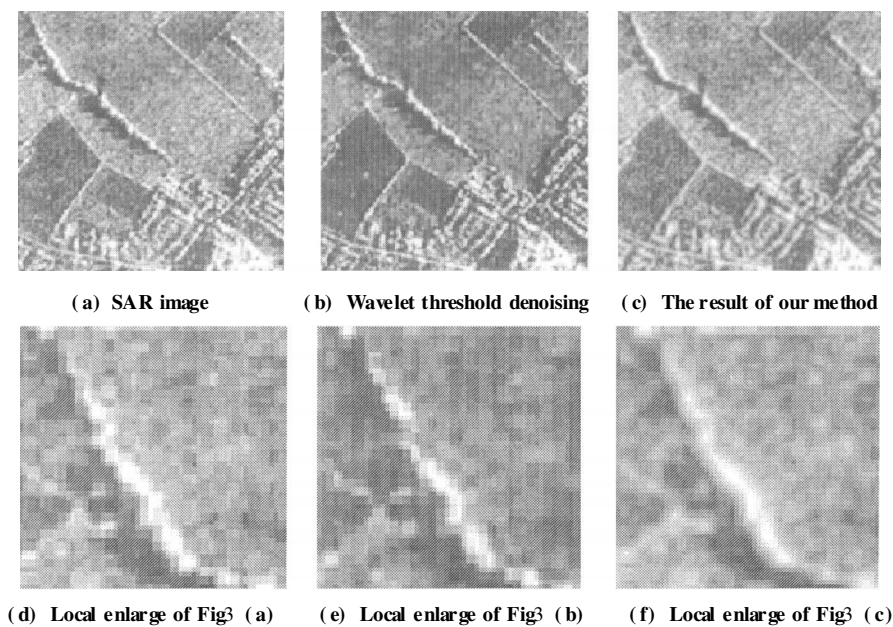 ( a ) SAR image
( b ) Wavelet threshold denoising
( c ) The result of our method
( d ) Local enlarge of Fig3 ( a )
( e ) Local enlarge of Fig3 ( b )
( f ) Local enlarge of Fig3 ( c )